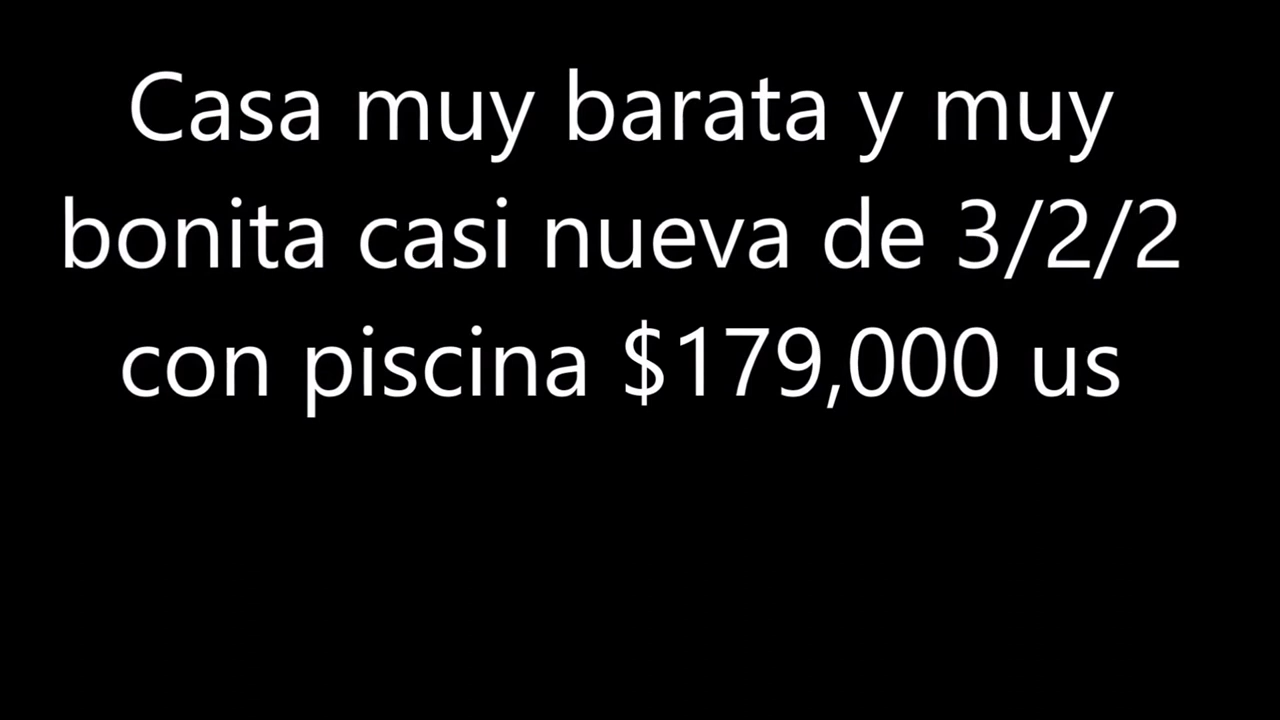 Casa muy barata y muy
bonita casi nueva de 3/2/2
con piscina $179,000 us